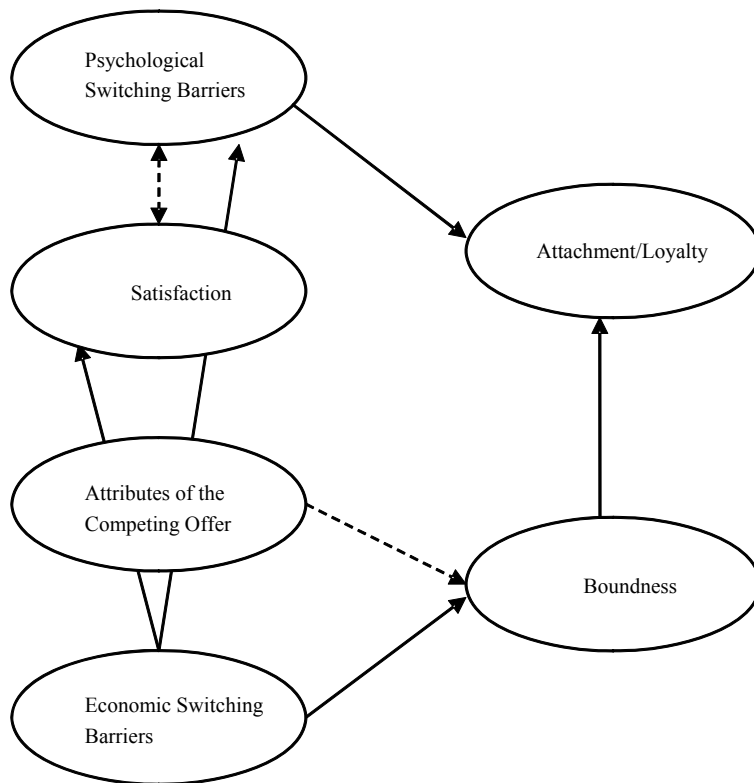 Psychological
Switching Barriers
Attachment/Loyalty
Satisfaction
Attributes of the
Competing Offer
Boundness
Economic Switching
Barriers